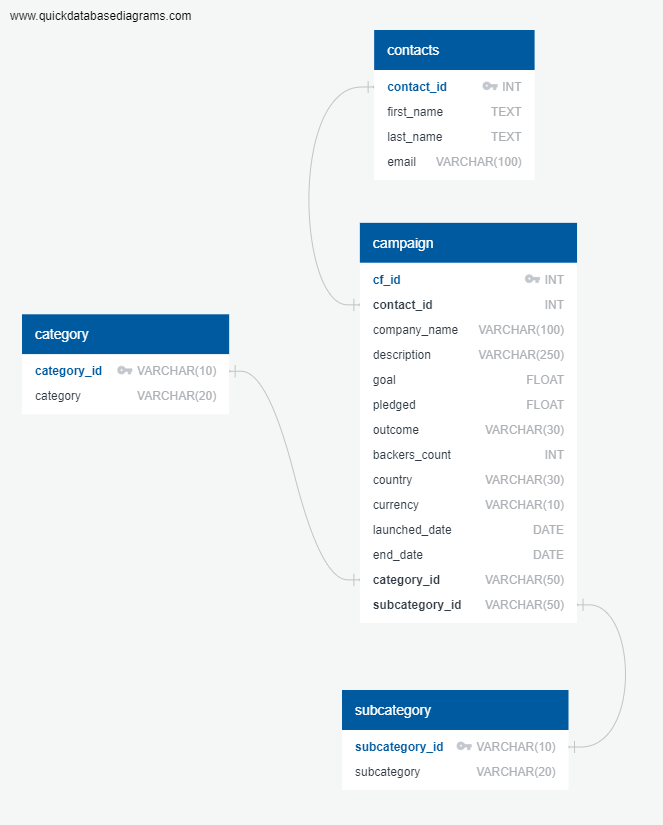 www.quickdatabasediagrams.com
contacts
contact_id INT
first_name TEXT
last_name TEXT
email VARCHAR(100)
campaign
cf_id INT
contact_id INT
company_name VARCHAR(100)
description VARCHAR(250)
goal FLOAT
pledged FLOAT
outcome VARCHAR(30)
backers_count INT
country VARCHAR(30)
currency VARCHAR(10)
launched_date DATE
end_date DATE
category_id VARCHAR(50)
subcategory_id VARCHAR(50)
category
category_id VARCHAR(10)
category VARCHAR(20)
subcategory
subcategory_id VARCHAR(10)
subcategory VARCHAR(20)